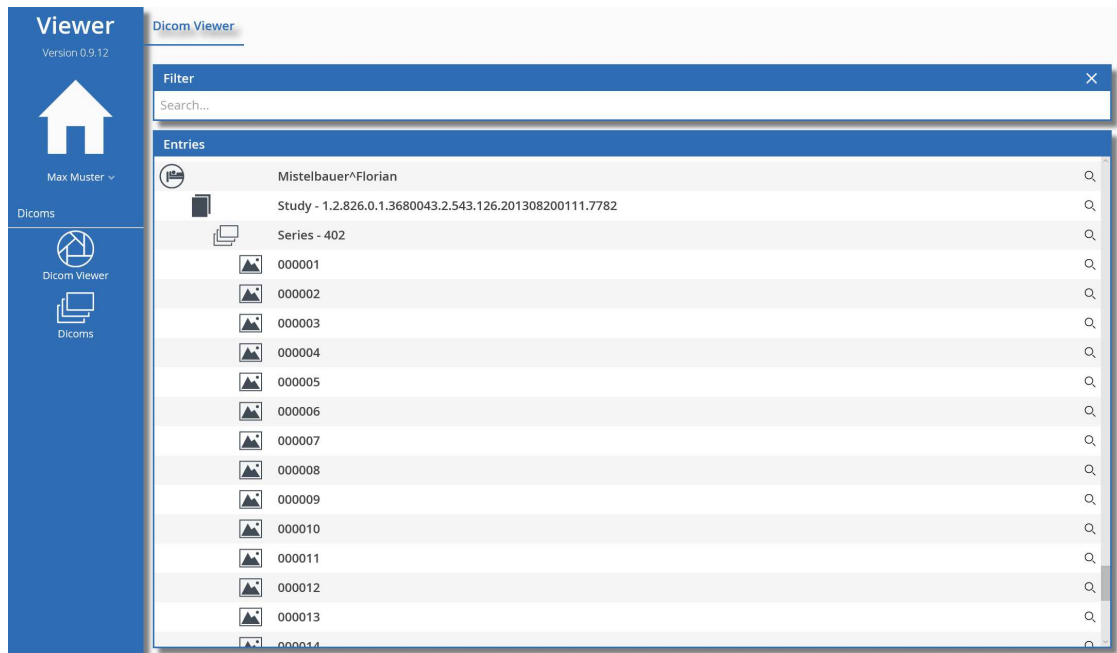 Viewer
Version 0.9.12
Max Muster
Dicoms
Dicom Viewer
Dicoms
Dicom Viewer
Filter
Search...
Entries
Mistelbauer^Florian
Study - 1.2.826.0.1.3680043.2.543.126.201308200111.7782
Series - 402
000001
000002
000003
000004
000005
000006
000007
000008
000009
000010
000011
000012
000013
000014